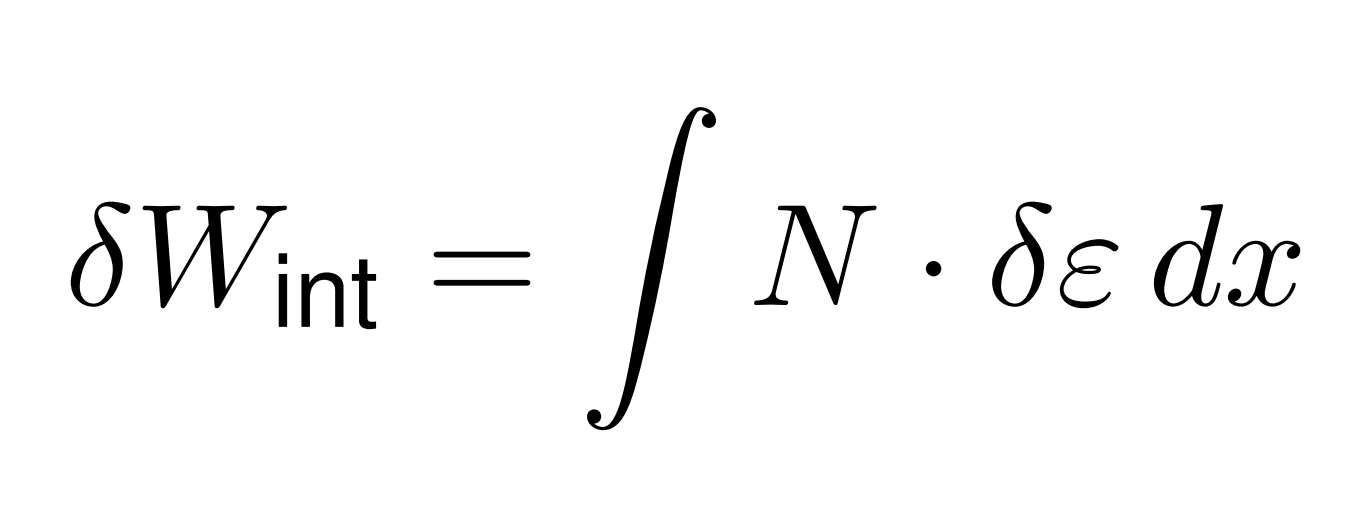 δW_int = ∫ N · δε dx